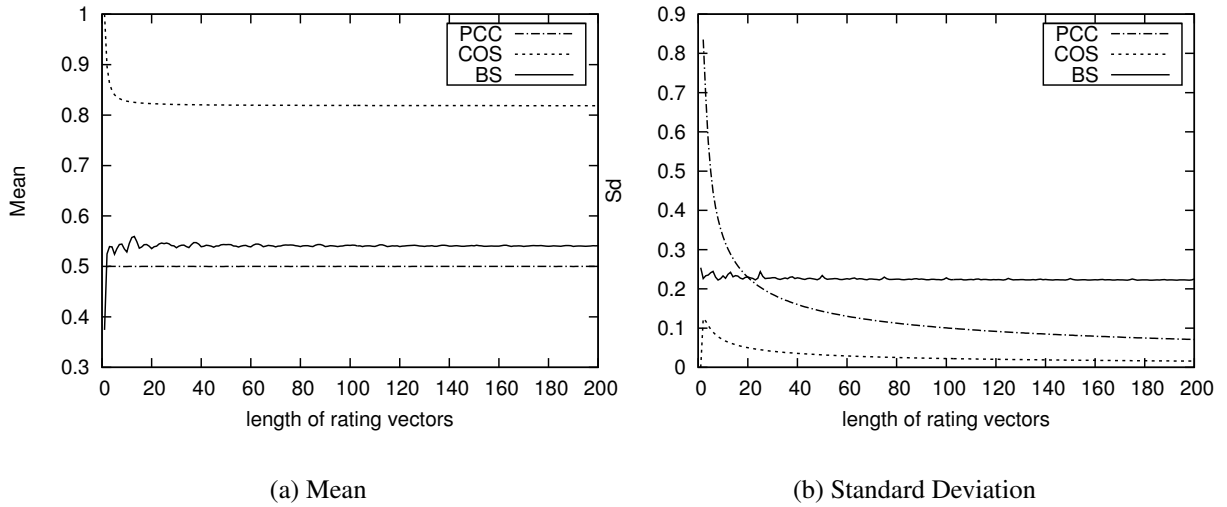 Mean
1
0.9
0.8
0.7
0.6
0.5
0.4
0.3
0 20 40 60 80 100 120 140 160 180 200
length of rating vectors
PCC
COS
BS
(a) Mean
Sd
0.9
0.8
0.7
0.6
0.5
0.4
0.3
0.2
0.1
0
0 20 40 60 80 100 120 140 160 180 200
length of rating vectors
PCC
COS
BS
(b) Standard Deviation